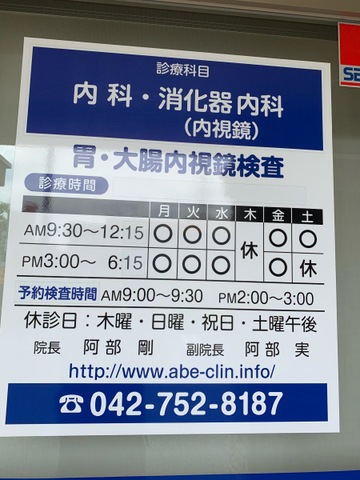 診療科目
内科・消化器内科
（内視鏡）
胃・大腸内視鏡検査
診療時間
月 火 水 木 金 土
AM9:30〜12:15 〇 〇 〇 休 〇 〇
PM3:00〜 6:15 〇 〇 〇 〇 休
予約検査時間 AM9:00〜9:30 PM2:00〜3:00
休診日：木曜・日曜・祝日・土曜午後
院長 阿部 剛 副院長 阿部 実
http://www.abe-clin.info/
☎042-752-8187